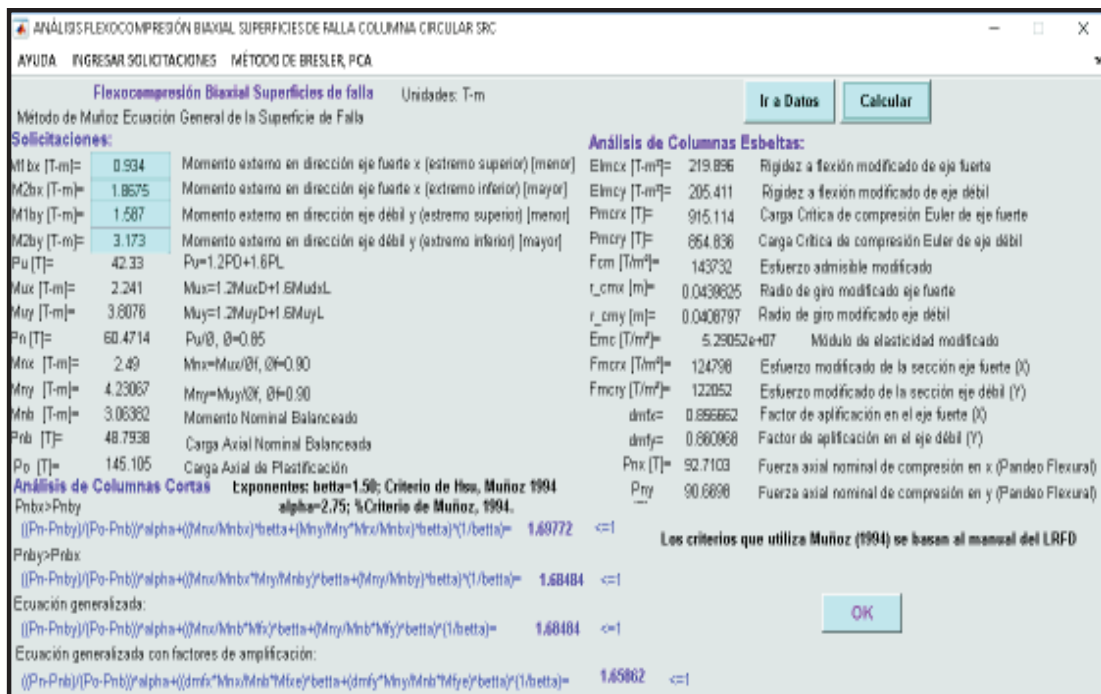 ANÁLISIS FLEXOCOMPRESIÓN BIAXIAL SUPERFICIES DE FALLA COLUMNA CIRCULAR SRC
AYUDA INGRESAR SOLICITACIONES MÉTODO DE BRESLER, PCA
Flexocompresión Biaxial Superficies de falla Unidades: T-m
Ir a Datos Calcular
Método de Muñoz Ecuación General de la Superficie de Falla
Solicitaciones:
M1bx [T-m]= 0.934 Momento externo en dirección eje fuerte x (estremo superior) [menor]
M2bx [T-m]= 1.8675 Momento externo en dirección eje fuerte x (extremo inferior) [mayor]
M1by [T-m]= 1.587 Momento externo en dirección eje débil y (estremo superior) [menor]
M2by [T-m]= 3.173 Momento externo en dirección eje débil y (extremo inferior) [mayor]
Pu [T]= 42.33 Pu=1.2PD+1.6PL
Mux [T-m]= 2.241 Mux=1.2MuxD+1.6MudxL
Muy [T-m]= 3.8076 Muy=1.2MuyD+1.6MuyL
Pn [T]= 60.4714 Pu/Ø, Ø=0.85
Mnx [T-m]= 2.49 Mnx=Mux/Øf, Øf=0.90
Mny [T-m]= 4.23067 Mny=Muy/Øf, Øf=0.90
Mnb [T-m]= 3.06382 Momento Nominal Balanceado
Pnb [T]= 48.7938 Carga Axial Nominal Balanceada
Po [T]= 145.105 Carga Axial de Plastificación
Análisis de Columnas Esbeltas:
EImcx [T-m²]= 219.896 Rigidez a flexión modificado de eje fuerte
EImcy [T-m²]= 205.411 Rigidez a flexión modificado de eje débil
Pmcrx [T]= 915.114 Carga Crítica de compresión Euler de eje fuerte
Pmcry [T]= 854.836 Carga Crítica de compresión Euler de eje débil
Fcm [T/m²]= 143732 Esfuerzo admisible modificado
r_cmx [m]= 0.0439825 Radio de giro modificado eje fuerte
r_cmy [m]= 0.0408797 Radio de giro modificado eje débil
Emc [T/m²]= 5.29052e+07 Módulo de elasticidad modificado
Fmcrx [T/m²]= 124798 Esfuerzo modificado de la sección eje fuerte (X)
Fmcry [T/m²]= 122052 Esfuerzo modificado de la sección eje débil (Y)
dmfx= 0.856662 Factor de aplificación en el eje fuerte (X)
dmfy= 0.860968 Factor de aplificación en el eje débil (Y)
Pnx [T]= 92.7103 Fuerza axial nominal de compresión en x (Pandeo Flexural)
Pny 90.6698 Fuerza axial nominal de compresión en y (Pandeo Flexural)
Análisis de Columnas Cortas Exponentes: betta=1.50; Criterio de Hsu, Muñoz 1994
Pnbx>Pnby alpha=2.75; %Criterio de Muñoz, 1994.
((Pn-Pnby)/(Po-Pnb))^alpha+((Mnx/Mnbx)^betta+(Mny/Mry*Mrx/Mnbx)^betta)^(1/betta)= 1.69772 <=1
Pnby>Pnbx
((Pn-Pnby)/(Po-Pnb))^alpha+((Mnx/Mnbx*Mry/Mnby)^betta+(Mny/Mnby)^betta)^(1/betta)= 1.68484 <=1
Ecuación generalizada:
((Pn-Pnby)/(Po-Pnb))^alpha+((Mnx/Mnb*Mfx)^betta+(Mny/Mnb*Mfy)^betta)^(1/betta)= 1.68484 <=1
Ecuación generalizada con factores de amplificación:
((Pn-Pnb)/(Po-Pnb))^alpha+((dmfx*Mnx/Mnb*Mfxe)^betta+(dmfy*Mny/Mnb*Mfye)^betta)^(1/betta)= 1.65862 <=1
Los criterios que utiliza Muñoz (1994) se basan al manual del LRFD
OK